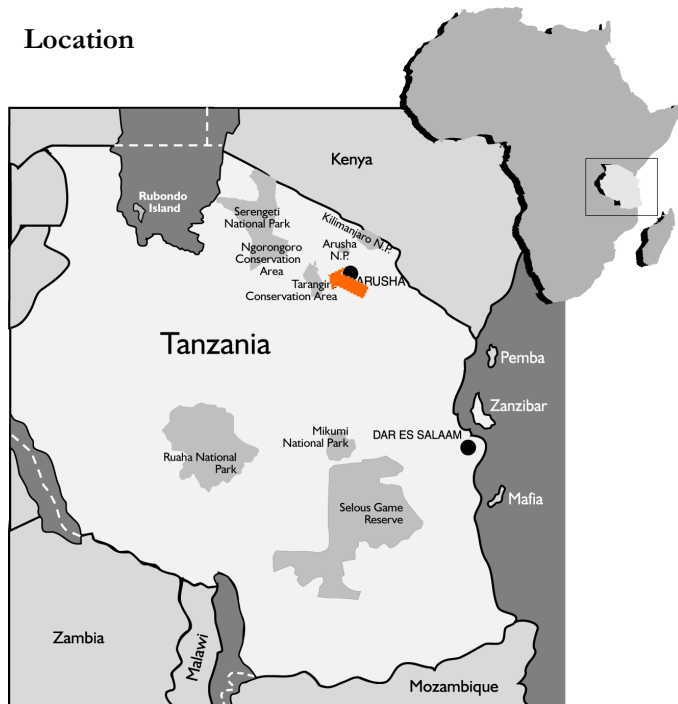 Location
Kenya
Rubondo
Island
Serengeti
National Park
Kilimanjaro N.P.
Ngorongoro
Conservation
Area
Arusha
N.P.
ARUSHA
Tarangire
Conservation Area
Tanzania
Pemba
Zanzibar
Mikumi
National Park
DAR ES SALAAM
Ruaha National
Park
Mafia
Selous Game
Reserve
Zambia
Malawi
Mozambique